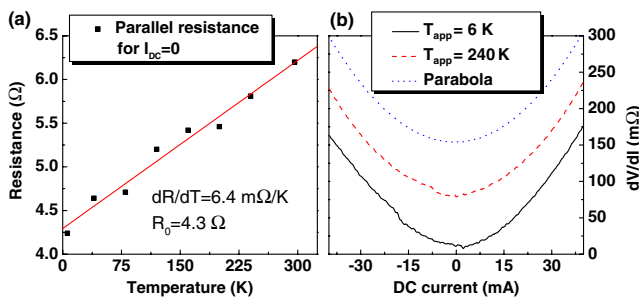 (a)
Parallel resistance
for I_DC=0
6.5
6.0
5.5
5.0
4.5
4.0
Resistance (Ω)
dR/dT=6.4 mΩ/K
R_0=4.3 Ω
0 75 150 225 300
Temperature (K)
(b)
T_app = 6 K
T_app = 240 K
Parabola
300
250
200
150
100
50
0
dV/dI (mΩ)
-30 -15 0 15 30
DC current (mA)